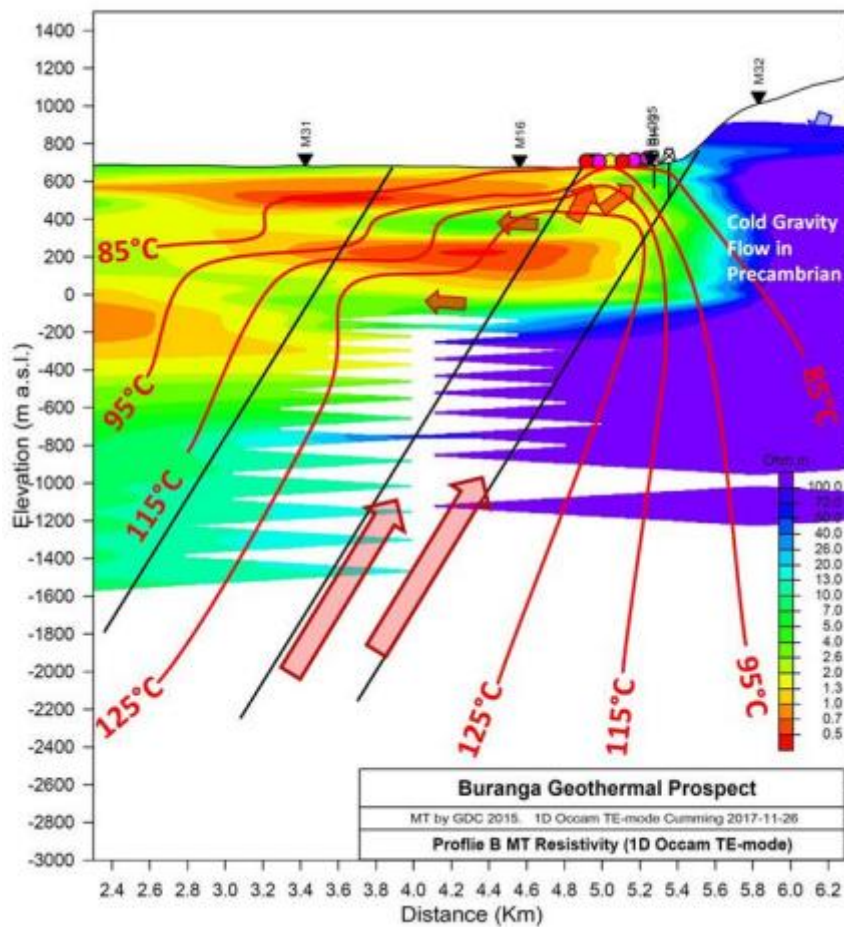 1400
1200
1000
800
600
400
200
0
-200
-400
-600
-800
-1000
-1200
-1400
-1600
-1800
-2000
-2200
-2400
-2600
-2800
-3000
Elevation (m a.s.l.)
M31
M16
M32
85°C
95°C
115°C
125°C
125°C
115°C
95°C
85°C
Cold Gravity
Flow in
Precambrian
Ohm.m
100.0
70.0
50.0
40.0
26.0
20.0
13.0
10.0
7.0
5.0
4.0
2.6
2.0
1.3
1.0
0.7
0.5
Buranga Geothermal Prospect
MT by GDC 2015. 1D Occam TE-mode Cumming 2017-11-26
Proflie B MT Resistivity (1D Occam TE-mode)
2.4 2.6 2.8 3.0 3.2 3.4 3.6 3.8 4.0 4.2 4.4 4.6 4.8 5.0 5.2 5.4 5.6 5.8 6.0 6.2
Distance (Km)